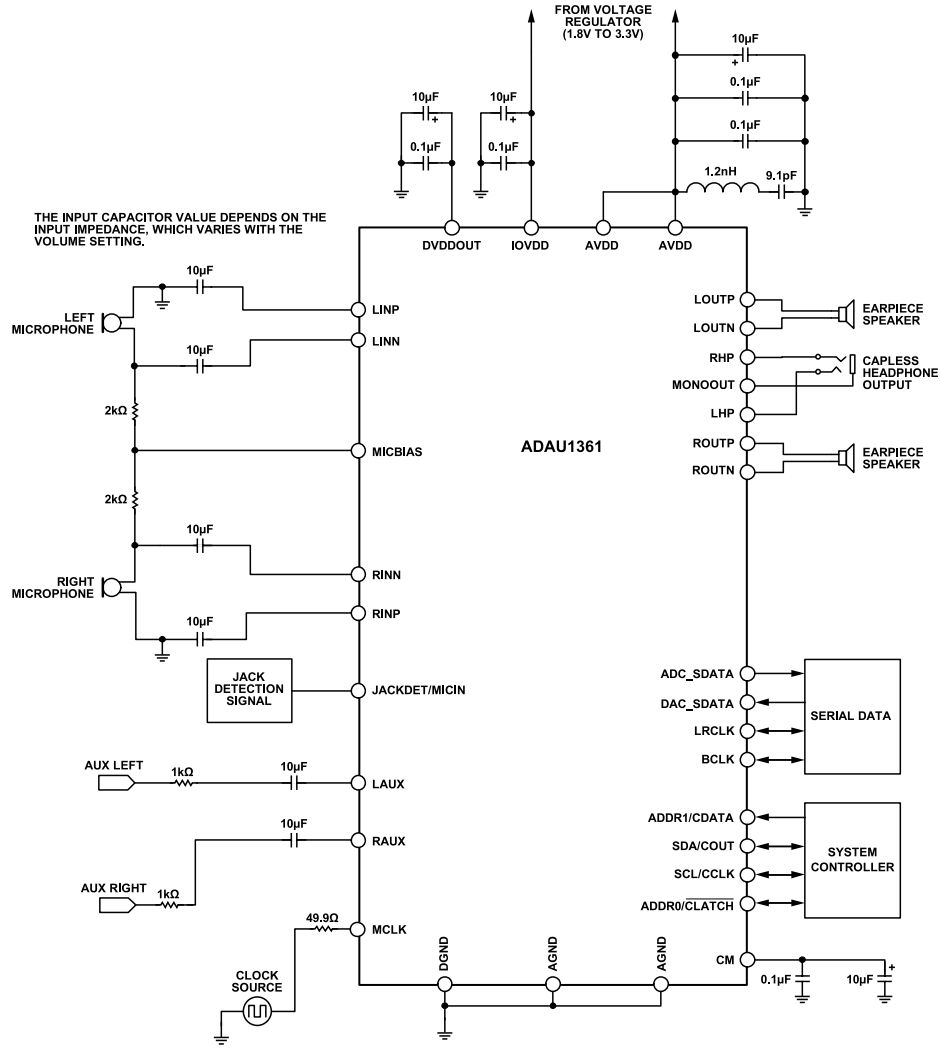 FROM VOLTAGE
REGULATOR
(1.8V TO 3.3V)
10µF
+
0.1µF
0.1µF
10µF
+
10µF
+
0.1µF
0.1µF
1.2nH
9.1pF
THE INPUT CAPACITOR VALUE DEPENDS ON THE
INPUT IMPEDANCE, WHICH VARIES WITH THE
VOLUME SETTING.
DVDDOUT
IOVDD
AVDD
AVDD
10µF
LEFT
MICROPHONE
LINP
10µF
LINN
2kΩ
MICBIAS
2kΩ
10µF
RINN
RIGHT
MICROPHONE
RINP
10µF
JACK
DETECTION
SIGNAL
JACKDET/MICIN
AUX LEFT
1kΩ
10µF
LAUX
10µF
RAUX
AUX RIGHT
1kΩ
49.9Ω
MCLK
CLOCK
SOURCE
ADAU1361
LOUTP
LOUTN
EARPIECE
SPEAKER
RHP
MONOOUT
LHP
CAPLESS
HEADPHONE
OUTPUT
ROUTP
ROUTN
EARPIECE
SPEAKER
ADC_SDATA
DAC_SDATA
LRCLK
BCLK
SERIAL DATA
ADDR1/CDATA
SDA/COUT
SCL/CCLK
ADDR0/CLATCH
SYSTEM
CONTROLLER
DGND
AGND
AGND
CM
0.1µF
10µF
+